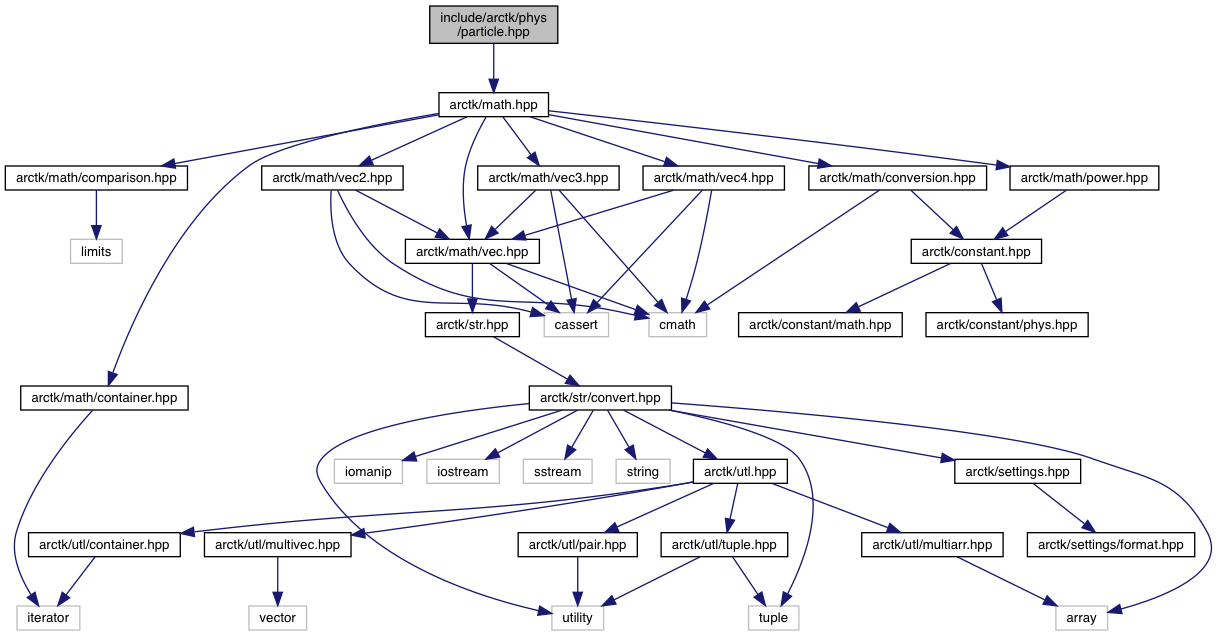 include/arctk/phys
/particle.hpp
arctk/math.hpp
arctk/math/comparison.hpp
arctk/math/vec2.hpp
arctk/math/vec3.hpp
arctk/math/vec4.hpp
arctk/math/conversion.hpp
arctk/math/power.hpp
limits
arctk/math/vec.hpp
arctk/constant.hpp
arctk/str.hpp
cassert
cmath
arctk/constant/math.hpp
arctk/constant/phys.hpp
arctk/math/container.hpp
arctk/str/convert.hpp
iomanip
iostream
sstream
string
arctk/utl.hpp
arctk/settings.hpp
arctk/utl/container.hpp
arctk/utl/multivec.hpp
arctk/utl/pair.hpp
arctk/utl/tuple.hpp
arctk/utl/multiarr.hpp
arctk/settings/format.hpp
iterator
vector
utility
tuple
array